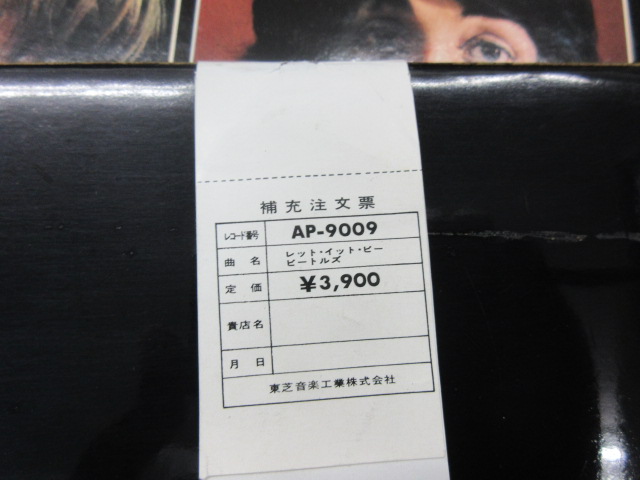 補充注文票
レコード番号 AP-9009
曲名 レット・イット・ビー
ビートルズ
定価 ¥3,900
貴店名
月日
東芝音楽工業株式会社